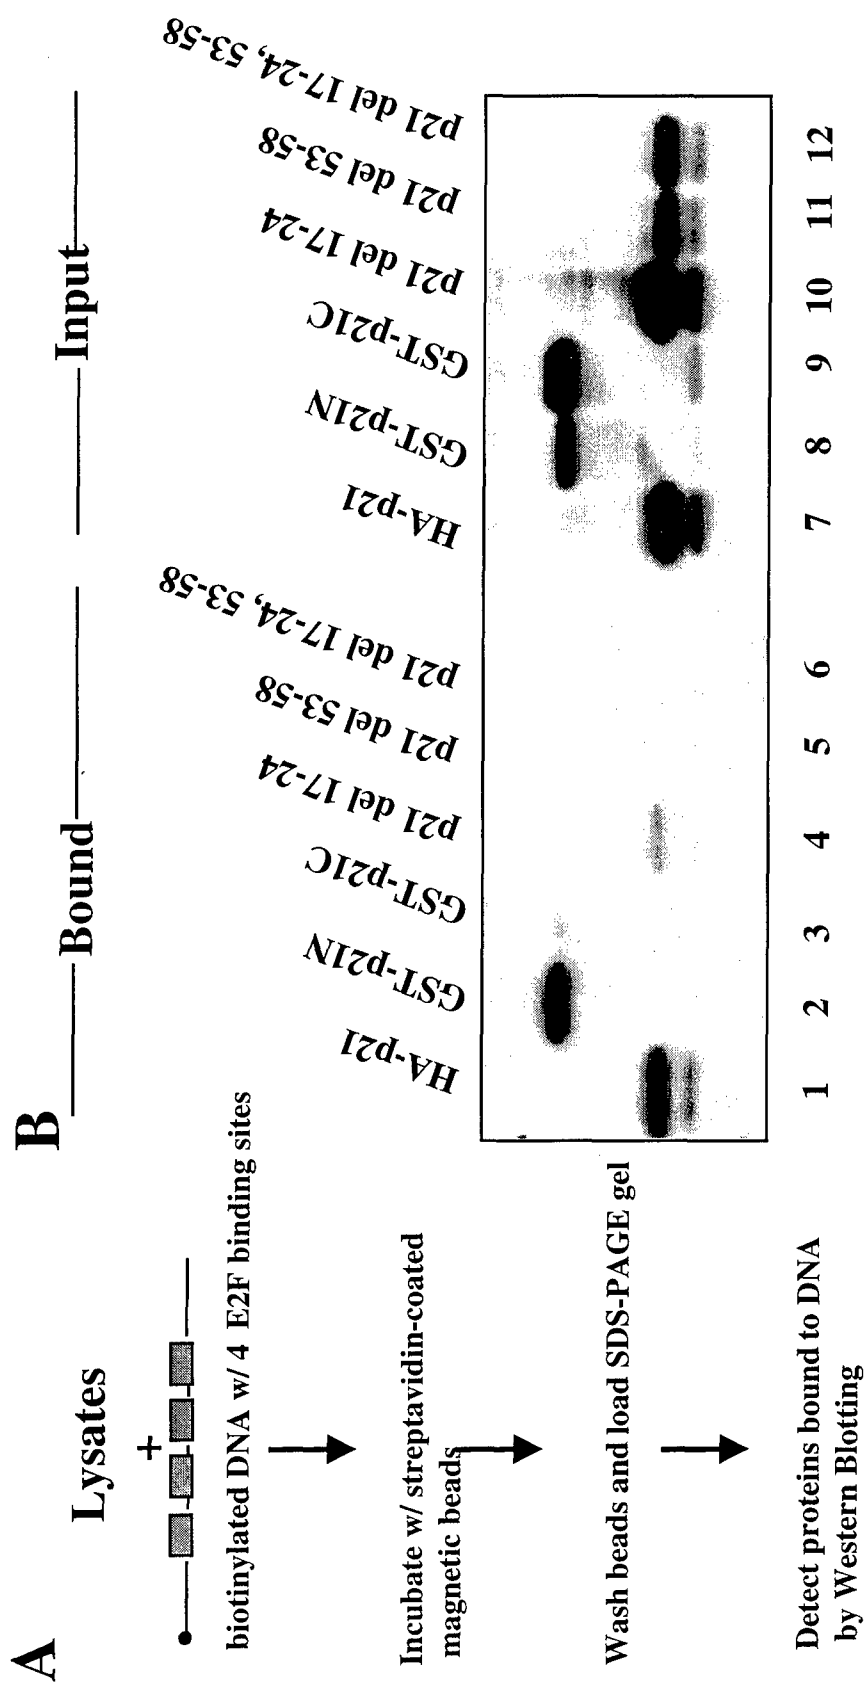 A
Lysates
+
biotinylated DNA w/ 4 E2F binding sites
Incubate w/ streptavidin-coated
magnetic beads
Wash beads and load SDS-PAGE gel
Detect proteins bound to DNA
by Western Blotting
B
Bound
Input
HA-p21
GST-p21N
GST-p21C
p21 del 17-24
p21 del 53-58
p21 del 17-24, 53-58
HA-p21
GST-p21N
GST-p21C
p21 del 17-24
p21 del 53-58
p21 del 17-24, 53-58
1 2 3 4 5 6 7 8 9 10 11 12